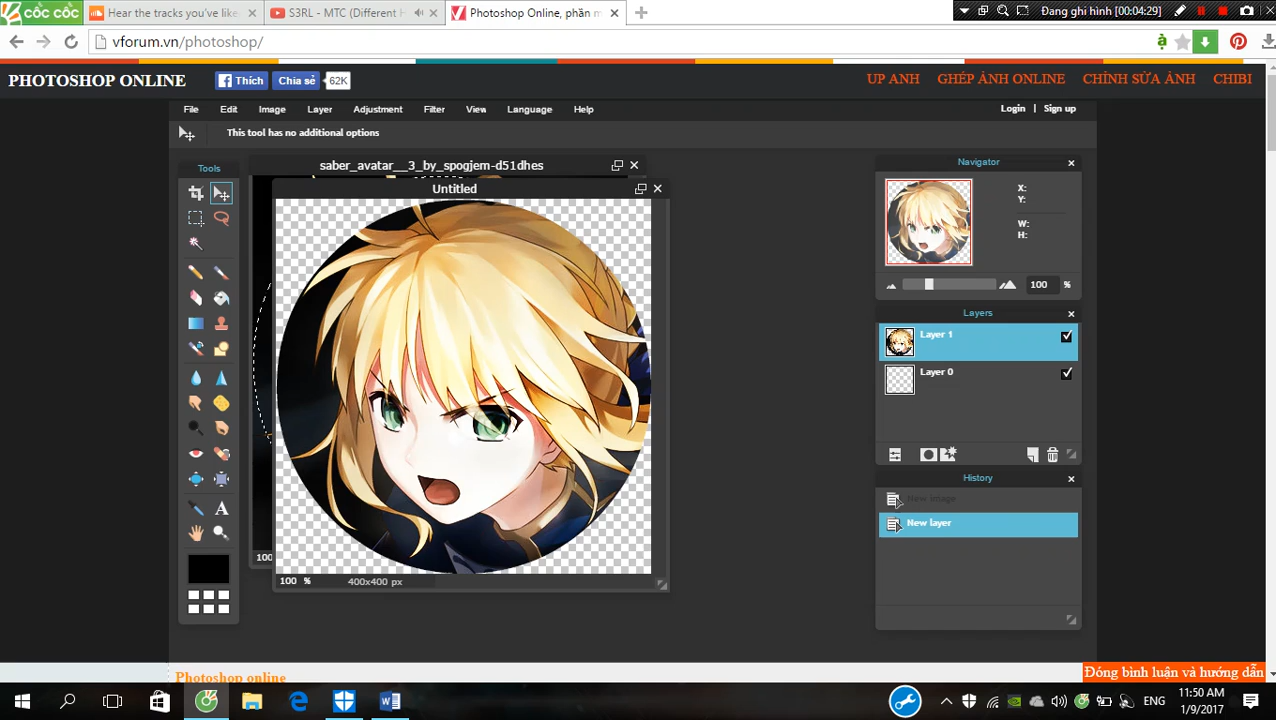 CỐC CỐC
Hear the tracks you've like
S3RL - MTC (Different H
Photoshop Online, phần m
Đang ghi hình (00:04:29)
vforum.vn/photoshop/
PHOTOSHOP ONLINE
Thích
Chia sẻ
62K
UP ANH
GHÉP ẢNH ONLINE
CHỈNH SỬA ẢNH
CHIBI
File
Edit
Image
Layer
Adjustment
Filter
View
Language
Help
Login | Sign up
This tool has no additional options
Tools
saber_avatar__3_by_spogjem-d51dhes
Untitled
Navigator
X:
Y:
W:
H:
100 %
Layers
Layer 1
Layer 0
History
New image
New layer
100
100 %
400x400 px
A
Photoshop online
Đóng bình luận và hướng dẫn
ENG
11:50 AM
1/9/2017